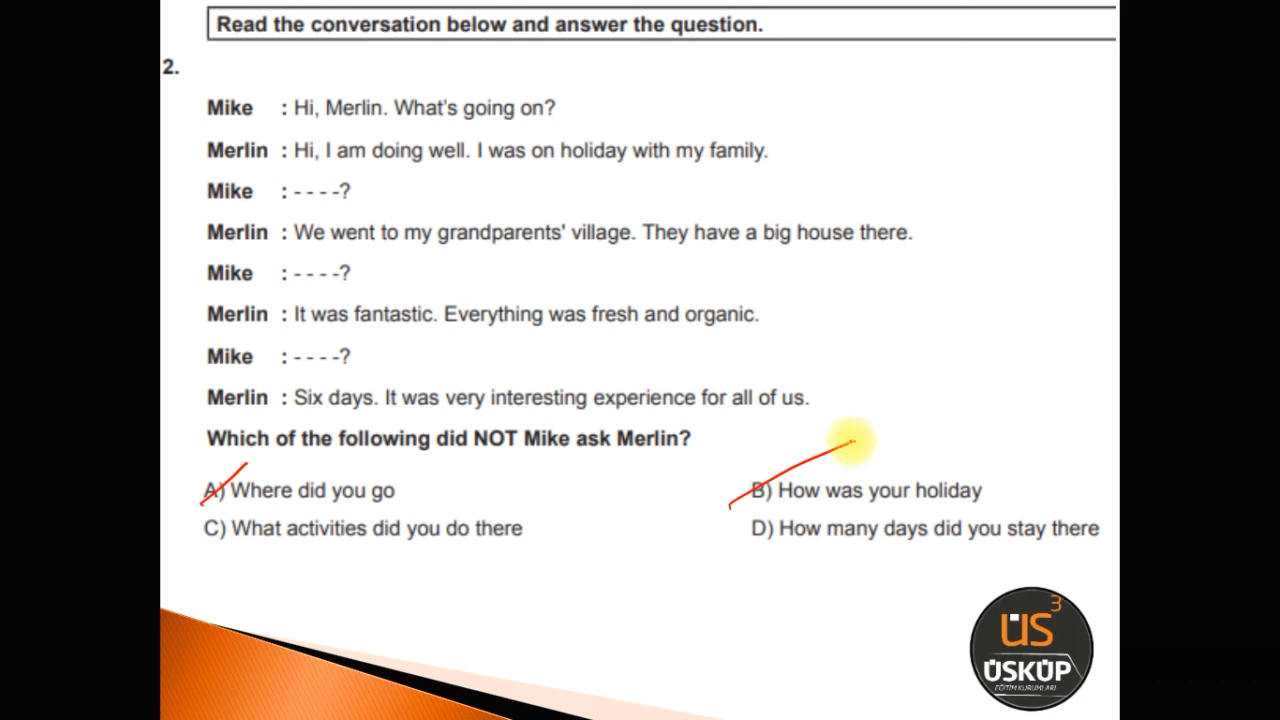 Read the conversation below and answer the question.
2.
Mike : Hi, Merlin. What's going on?
Merlin : Hi, I am doing well. I was on holiday with my family.
Mike : - - - -?
Merlin : We went to my grandparents' village. They have a big house there.
Mike : - - - -?
Merlin : It was fantastic. Everything was fresh and organic.
Mike : - - - -?
Merlin : Six days. It was very interesting experience for all of us.
Which of the following did NOT Mike ask Merlin?
A) Where did you go
B) How was your holiday
C) What activities did you do there
D) How many days did you stay there
üs3
ÜSKÜP
EĞİTİM KURUMLARI